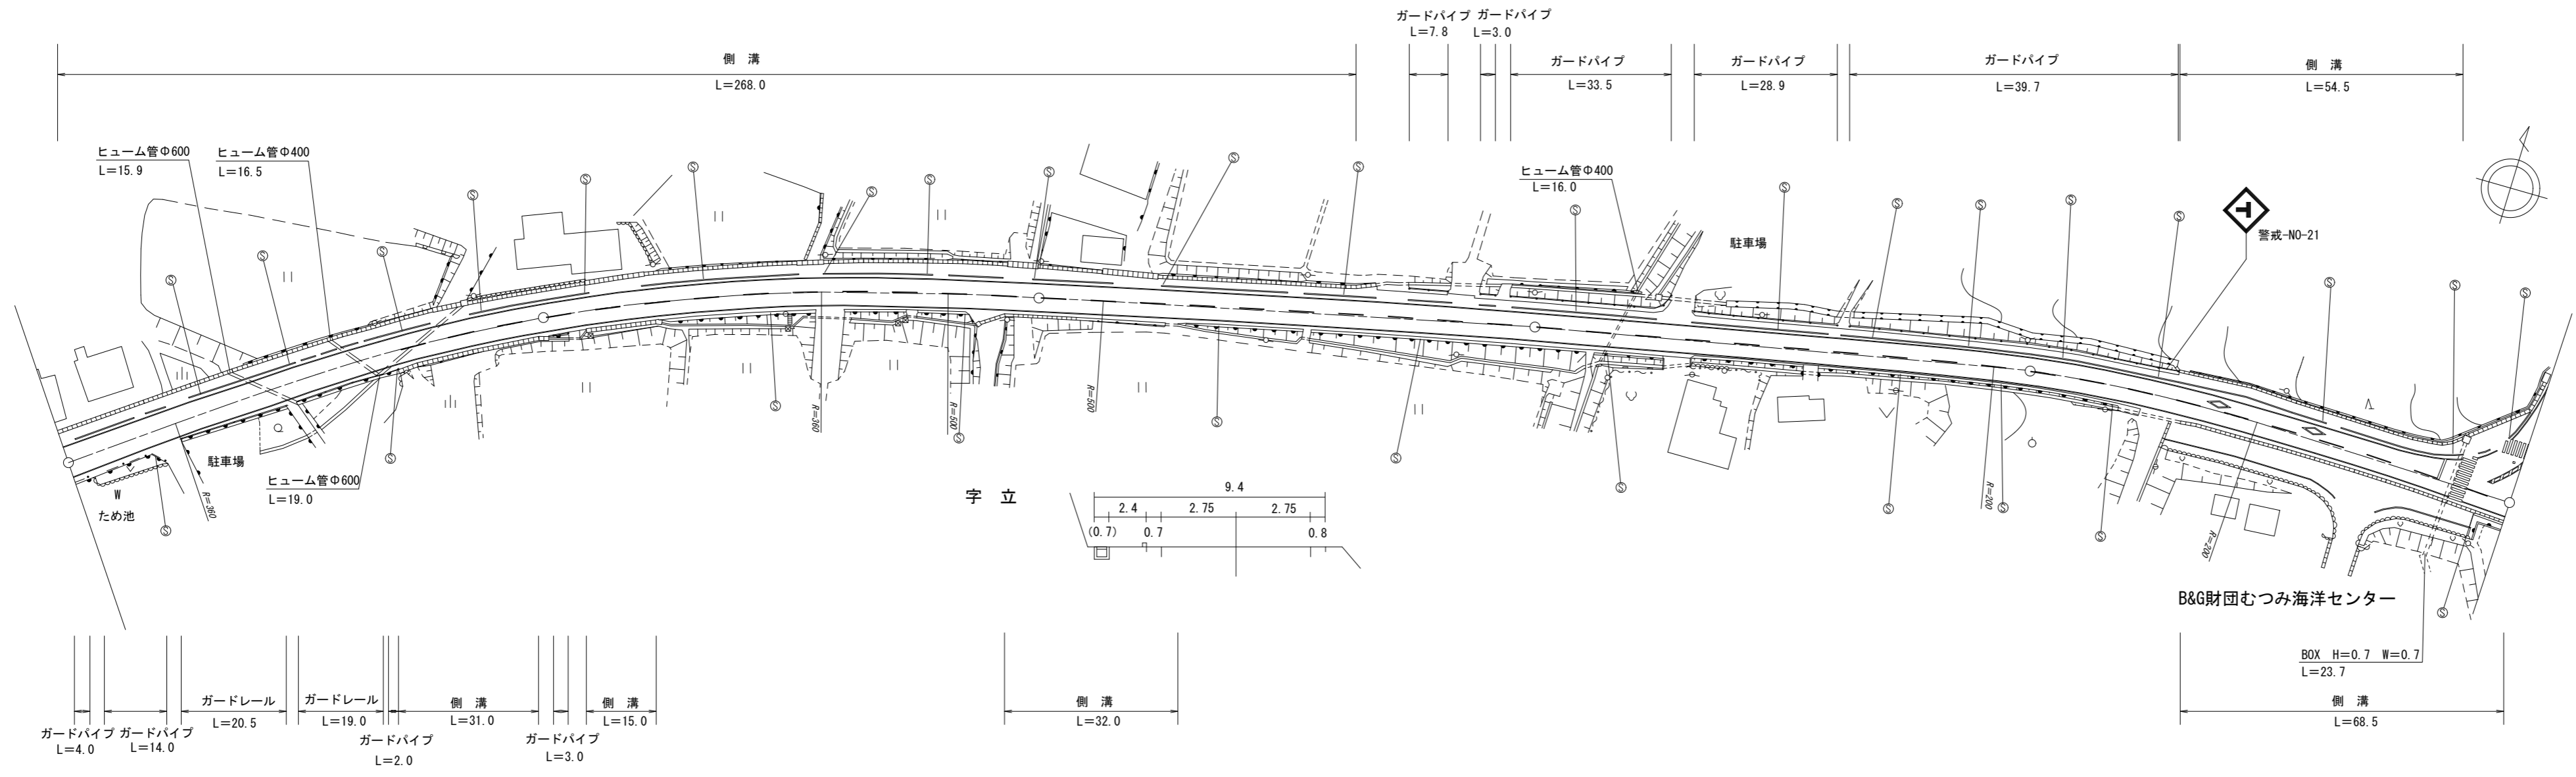 ガードパイプ
L=7.8
ガードパイプ
L=3.0
側 溝
L=268.0
ガードパイプ
L=33.5
ガードパイプ
L=28.9
ガードパイプ
L=39.7
側 溝
L=54.5
ヒューム管Φ600
L=15.9
ヒューム管Φ400
L=16.5
ヒューム管Φ400
L=16.0
駐車場
警戒-NO-21
駐車場
W
ため池
R=360
ヒューム管Φ600
L=19.0
R=360
R=500
R=500
R=200
R=200
字 立
9.4
2.4
2.75
2.75
(0.7)
0.7
0.8
B&G財団むつみ海洋センター
BOX H=0.7 W=0.7
L=23.7
ガードパイプ
L=4.0
ガードパイプ
L=14.0
ガードレール
L=20.5
ガードレール
L=19.0
ガードパイプ
L=2.0
側 溝
L=31.0
ガードパイプ
L=3.0
側 溝
L=15.0
側 溝
L=32.0
側 溝
L=68.5